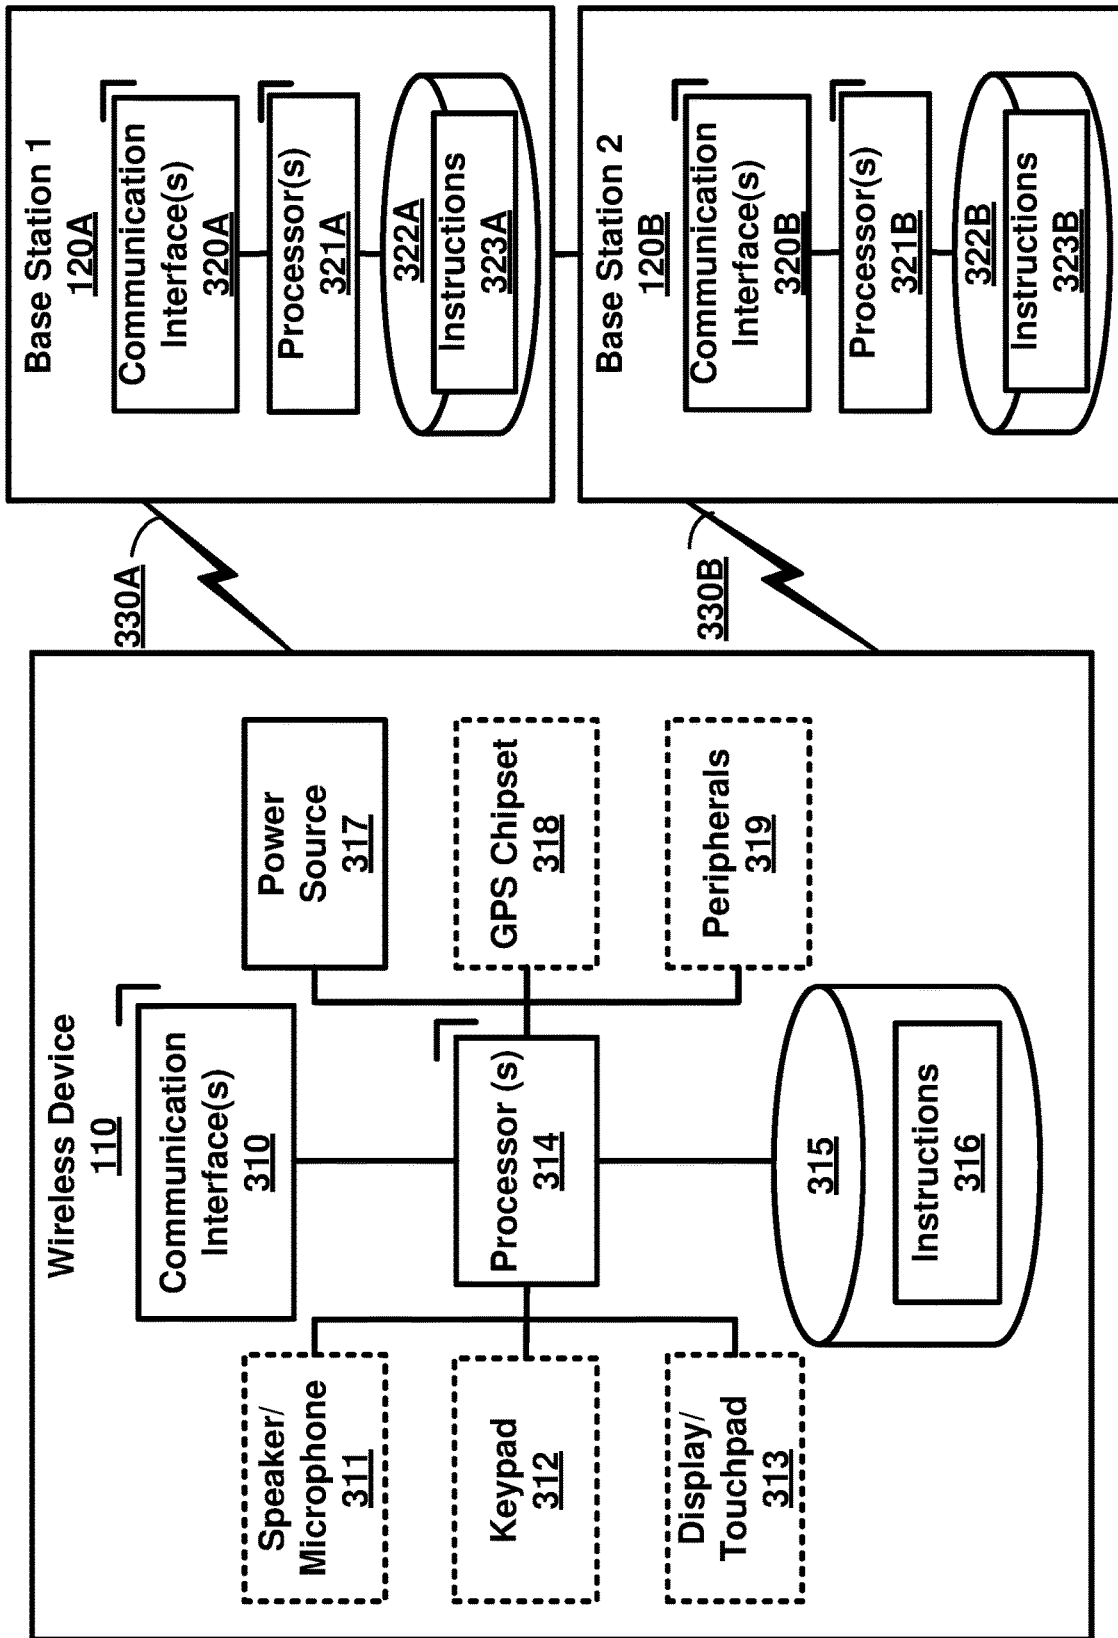 Wireless Device
110
Communication
Interface(s)
310
Speaker/
Microphone
311
Power
Source
317
Keypad
312
Processor (s)
314
GPS Chipset
318
Display/
Touchpad
313
Peripherals
319
315
Instructions
316
330A
330B
Base Station 1
120A
Communication
Interface(s)
320A
Processor(s)
321A
322A
Instructions
323A
Base Station 2
120B
Communication
Interface(s)
320B
Processor(s)
321B
322B
Instructions
323B